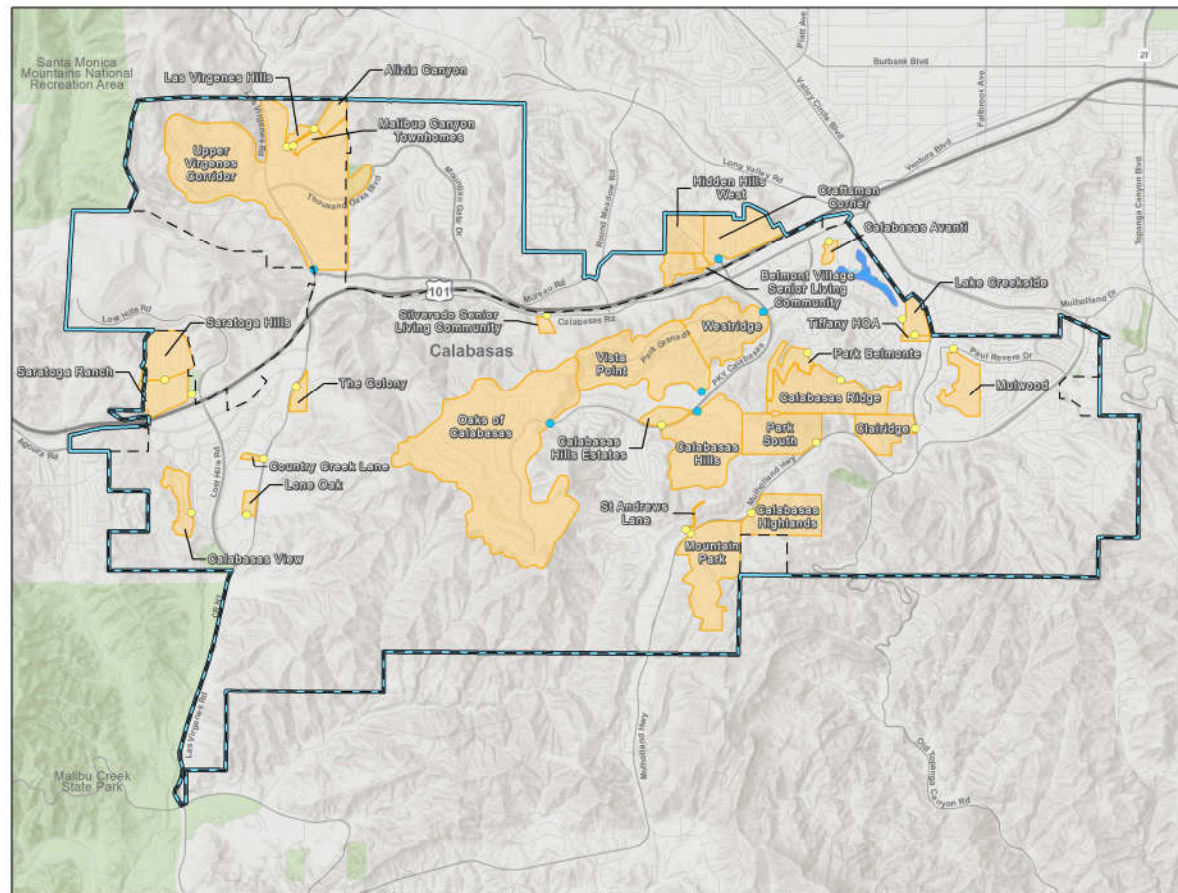 Santa Monica
Mountains National
Recreation Area
Platt Ave
Burbank Blvd
27
Fallbrook Ave
Valley Circle Blvd
Ventura Blvd
Topanga Canyon Blvd
Las Virgenes Hills
Alizia Canyon
Virgenes Rd
Malibue Canyon
Townhomes
Upper
Virgenes
Corridor
Thousand Oaks Blvd
Mountain Gate Dr
Round Meadow Rd
Long Valley Rd
Hidden Hills
West
Craftsman
Corner
Calabasas Avanti
Belmont Village
Senior Living
Community
Lake Creekside
Mulholland Dr
101
Mureau Rd
Calabasas Rd
Silverado Senior
Living Community
Calabasas
Lost Hills Rd
Saratoga Hills
Saratoga Ranch
The Colony
Westridge
Park Granada
Vista
Point
PKY Calabasas
Tiffany HOA
Paul Revere Dr
Park Belmonte
Mulwood
Calabasas Ridge
Oaks of
Calabasas
Calabasas
Hills Estates
Calabasas
Hills
Park
South
Clairidge
Agoura Rd
Lost Hills Rd
Country Creek Lane
Lone Oak
Calabasas View
Mulholland Hwy
St Andrews
Lane
Calabasas
Highlands
Mountain
Park
Las Virgenes Rd
Malibu Creek
State Park
Mulholland Hwy
Old Topanga Canyon Rd